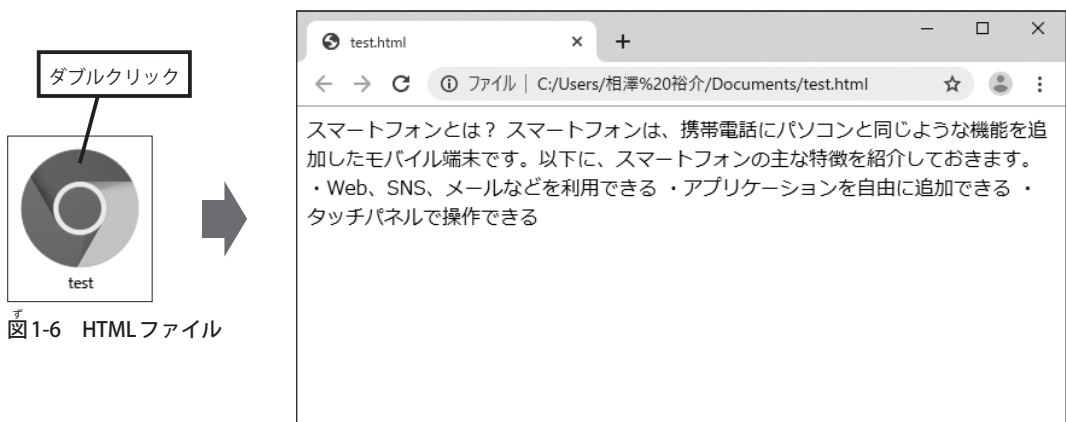 ダブルクリック
test
図1-6 HTMLファイル
ず
test.html
ファイル | C:/Users/相澤%20裕介/Documents/test.html
スマートフォンとは？ スマートフォンは、携帯電話にパソコンと同じような機能を追
加したモバイル端末です。以下に、スマートフォンの主な特徴を紹介しておきます。
・Web、SNS、メールなどを利用できる ・アプリケーションを自由に追加できる ・
タッチパネルで操作できる